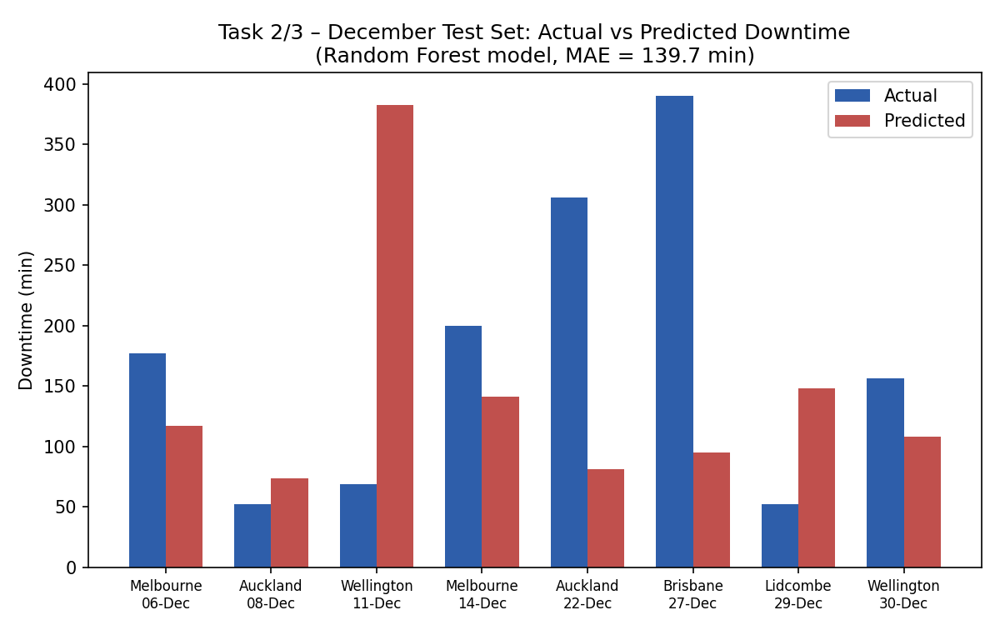 Task 2/3 – December Test Set: Actual vs Predicted Downtime
(Random Forest model, MAE = 139.7 min)
Actual
Predicted
Downtime (min)
400
350
300
250
200
150
100
50
0
Melbourne
06-Dec
Auckland
08-Dec
Wellington
11-Dec
Melbourne
14-Dec
Auckland
22-Dec
Brisbane
27-Dec
Lidcombe
29-Dec
Wellington
30-Dec